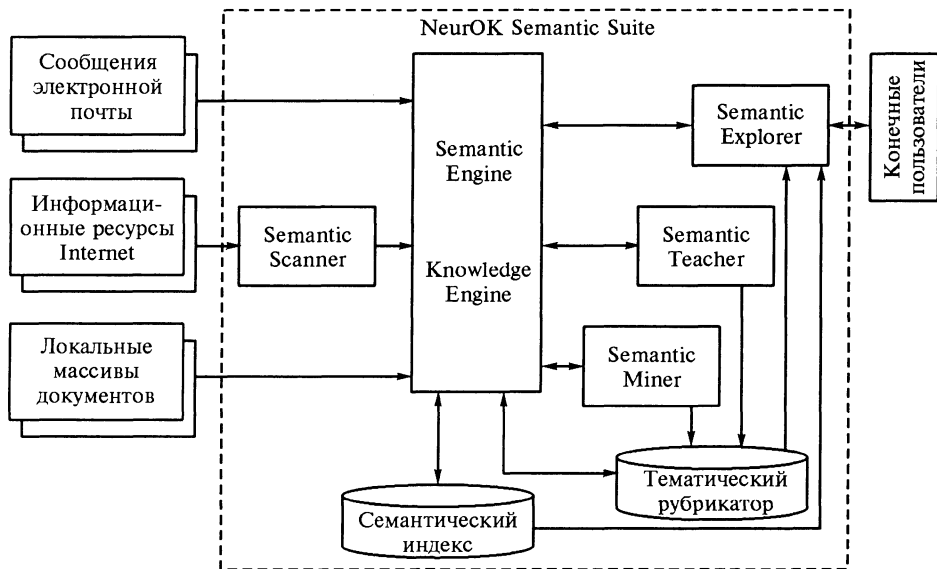 NeurOK Semantic Suite
Сообщения
электронной
почты
Информаци-
онные ресурсы
Internet
Локальные
массивы
документов
Semantic
Scanner
Semantic
Engine
Knowledge
Engine
Semantic
Explorer
Semantic
Teacher
Semantic
Miner
Тематический
рубрикатор
Семантический
индекс
Конечные
пользователи